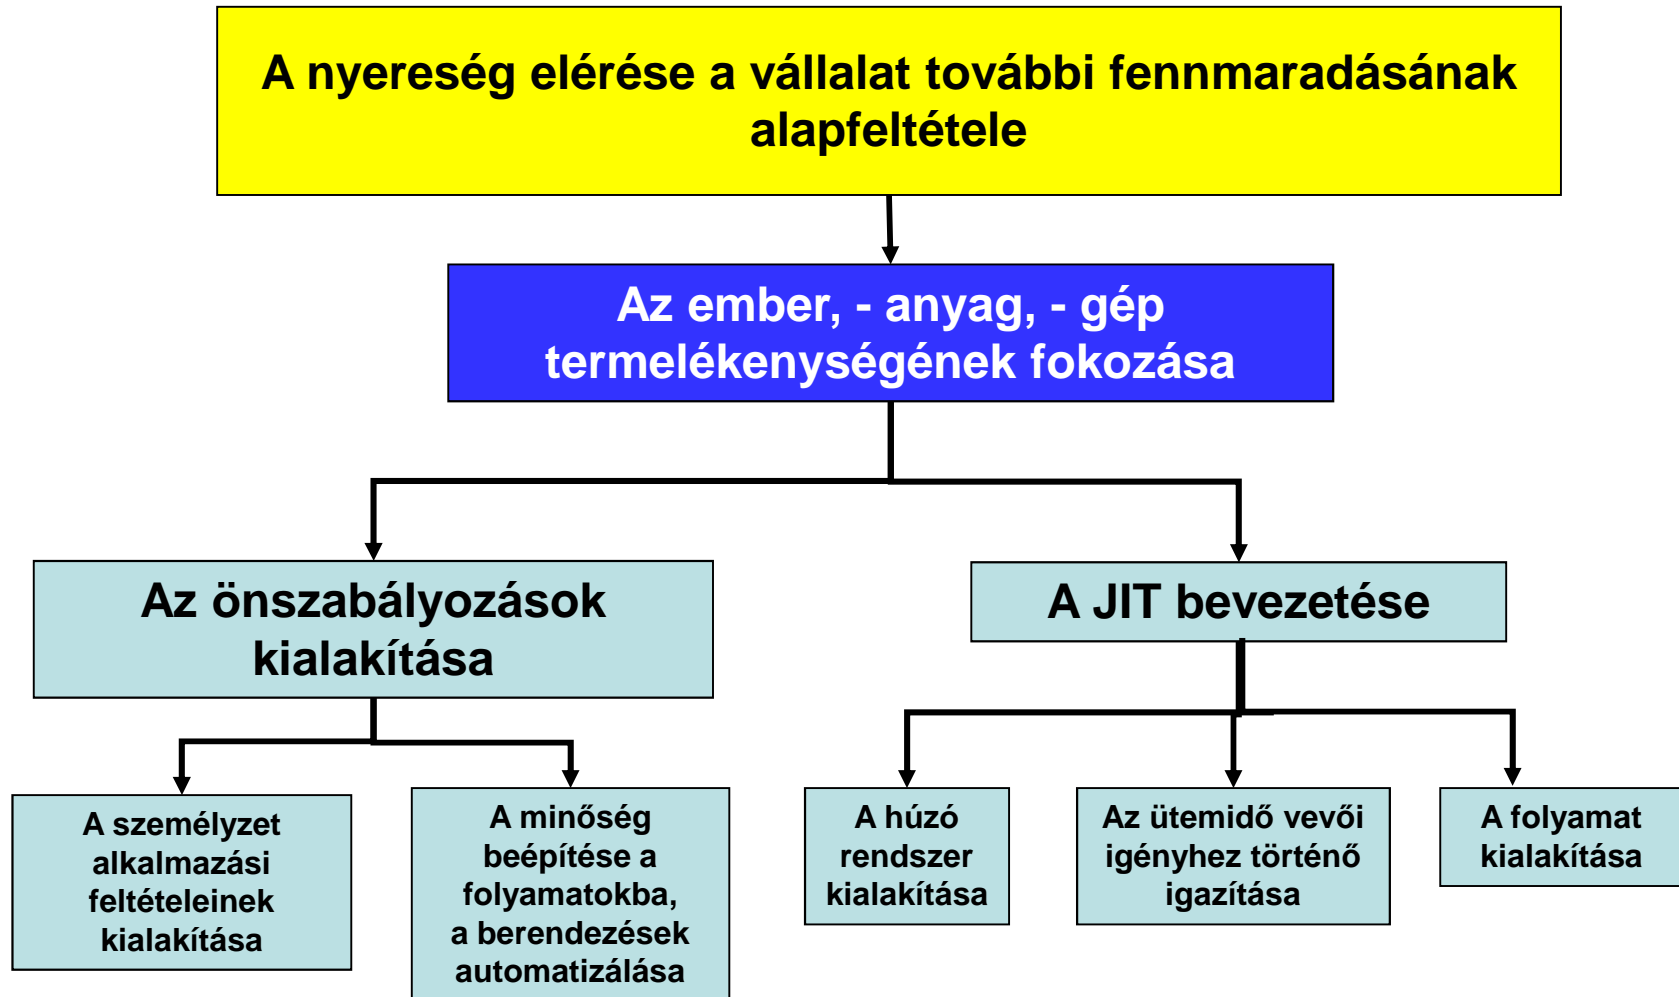 A nyereség elérése a vállalat további fennmaradásának
alapfeltétele
Az ember, - anyag, - gép
termelékenységének fokozása
Az önszabályozások
kialakítása
A JIT bevezetése
A személyzet
alkalmazási
feltételeinek
kialakítása
A minőség
beépítése a
folyamatokba,
a berendezések
automatizálása
A húzó
rendszer
kialakítása
Az ütemidő vevői
igényhez történő
igazítása
A folyamat
kialakítása